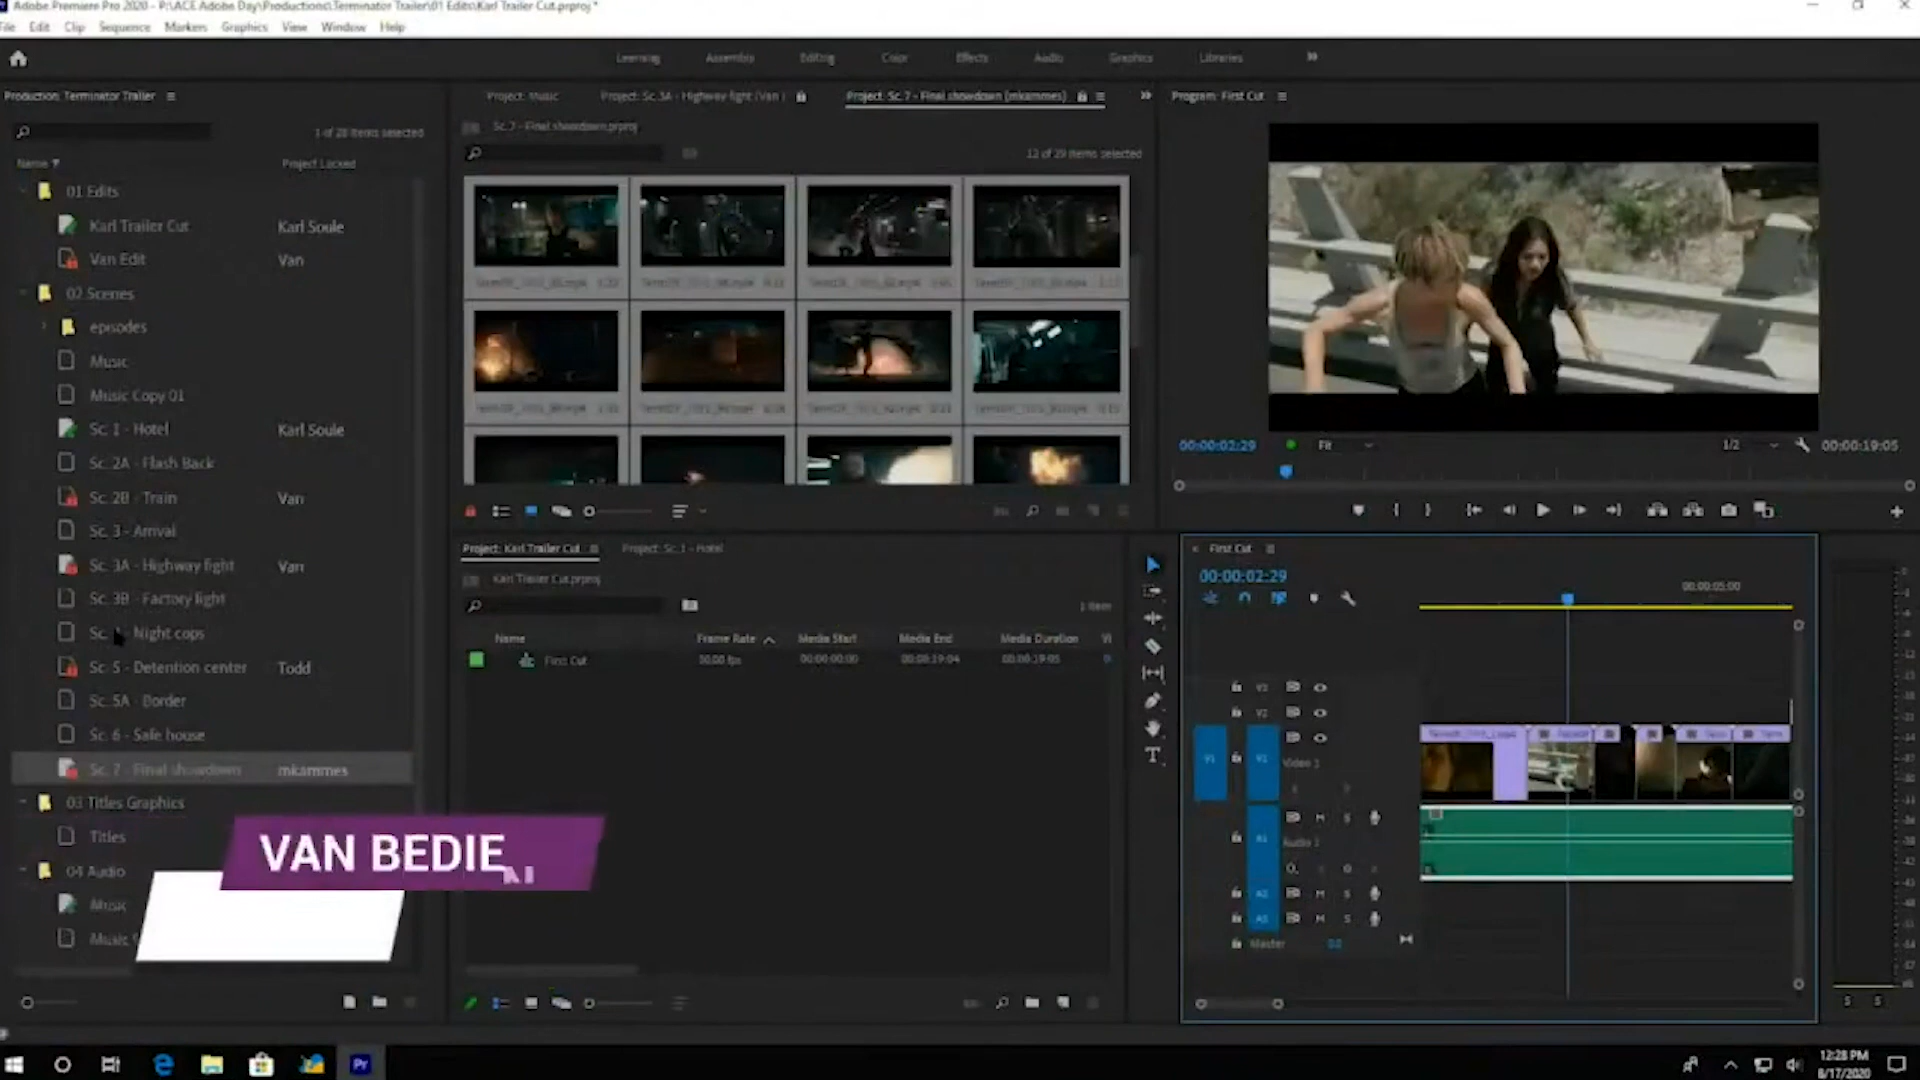 Adobe Premiere Pro 2020 - P:\ACE Adobe Day\Productions\Terminator Trailer\01 Edits\Karl Trailer Cut.prproj *
File Edit Clip Sequence Markers Graphics View Window Help
Learning Assembly Editing Color Effects Audio Graphics Libraries
Production: Terminator Trailer
1 of 28 items selected
Name Project Locked
01 Edits
Karl Trailer Cut Karl Soule
Van Edit Van
02 Scenes
episodes
Music
Music Copy 01
Sc. 1 - Hotel Karl Soule
Sc. 2A - Flash Back
Sc. 2B - Train Van
Sc. 3 - Arrival
Sc. 3A - Highway fight Van
Sc. 3B - Factory fight
Sc. Night cops
Sc. 5 - Detention center Todd
Sc. 5A - Border
Sc. 6 - Safe house
Sc. 7 - Final showdown mkammes
03 Titles Graphics
Titles
04 Audio
Music
Music
VAN BEDIE
Project: Music Project: Sc. 3A - Highway fight (Van) Project: Sc. 7 - Final showdown (mkammes)
Sc. 7 - Final showdown.prproj
12 of 29 items selected
Project: Karl Trailer Cut Project: Sc. 1 - Hotel
Karl Trailer Cut.prproj
1 item
Name Frame Rate Media Start Media End Media Duration Vi
First Cut 30.00 fps 00:00:00:00 00:00:19:04 00:00:19:05
Program: First Cut
00:00:02:29 Fit 1/2 00:00:19:05
First Cut
00:00:02:29
00:00:05:00
V3
V2
V1 V1
Video 1
A1 M S
Audio 1
A2 M S
A3 M S
Master 0.0
S S
Pr
12:28 PM
8/17/2020